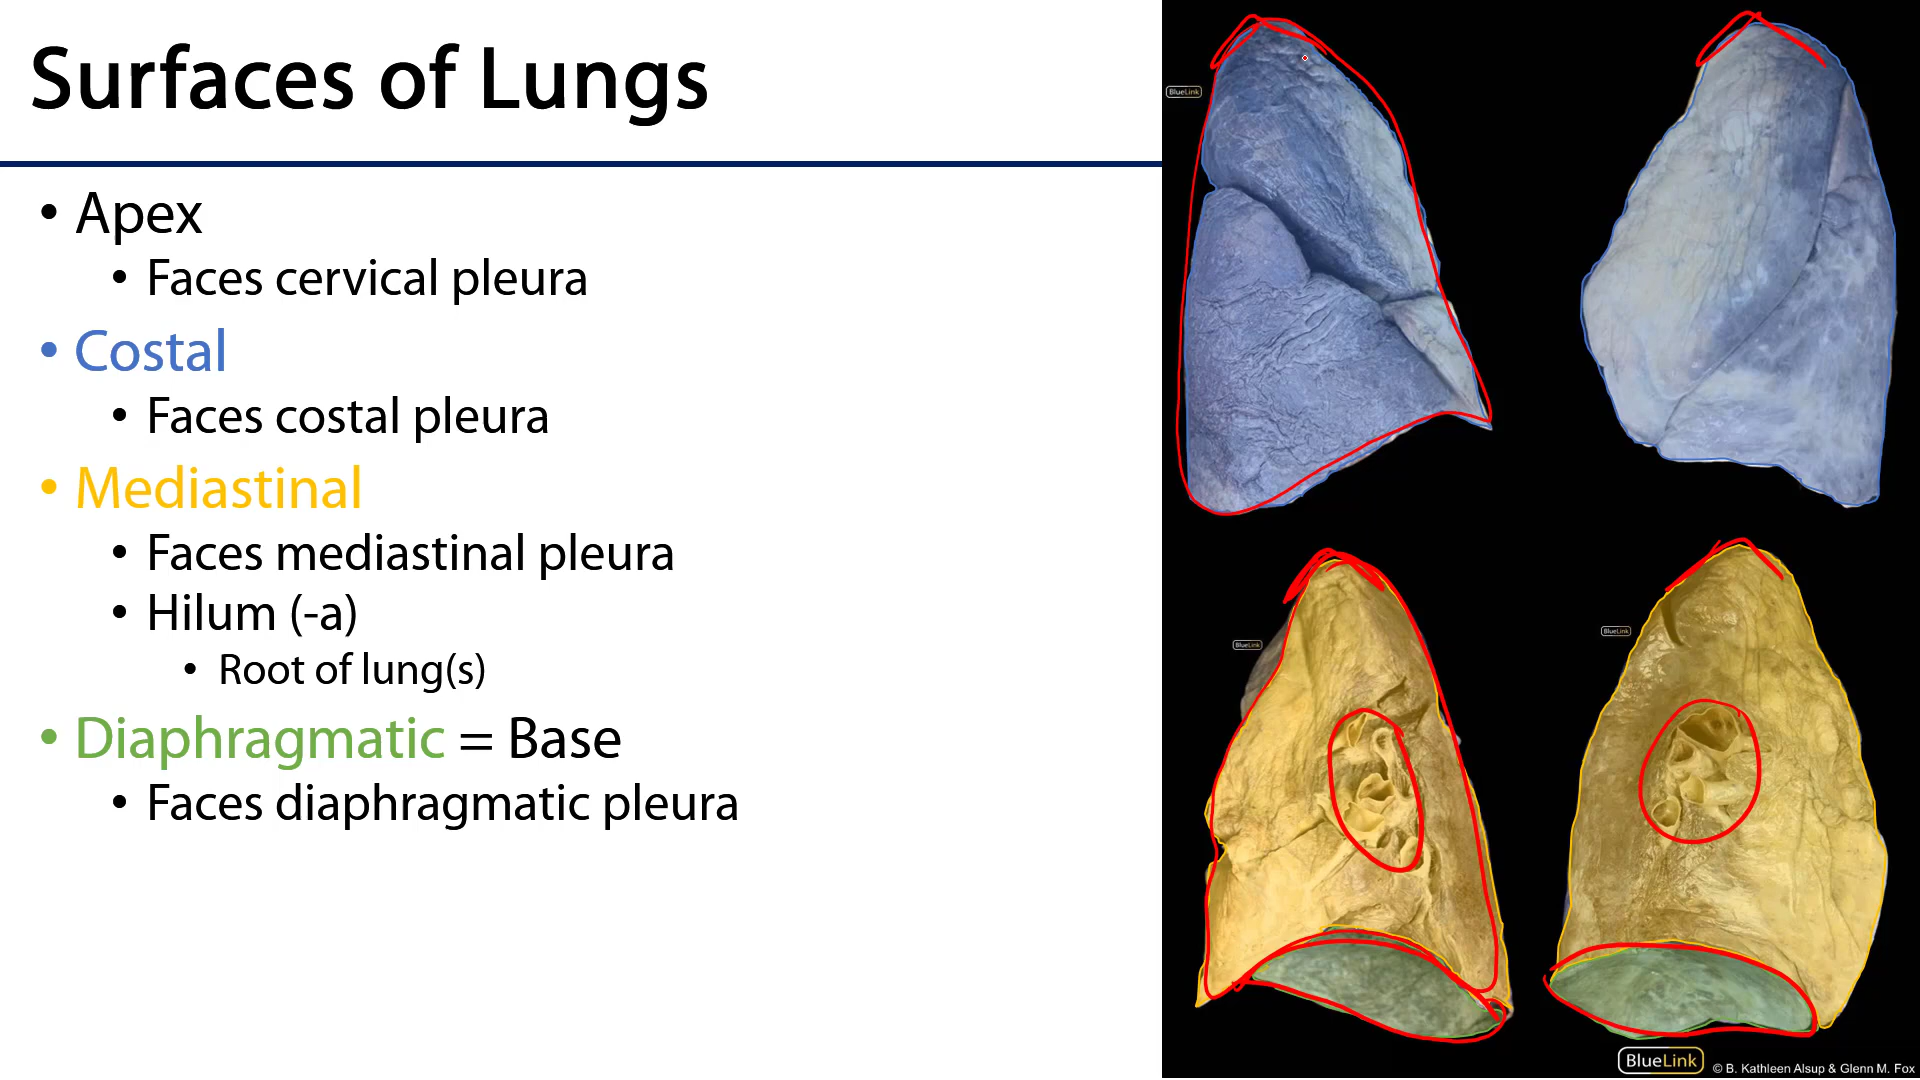 Surfaces of Lungs
• Apex
• Faces cervical pleura
• Costal
• Faces costal pleura
• Mediastinal
• Faces mediastinal pleura
• Hilum (-a)
• Root of lung(s)
• Diaphragmatic = Base
• Faces diaphragmatic pleura
BlueLink
BlueLink
BlueLink
BlueLink
© B. Kathleen Alsup & Glenn M. Fox